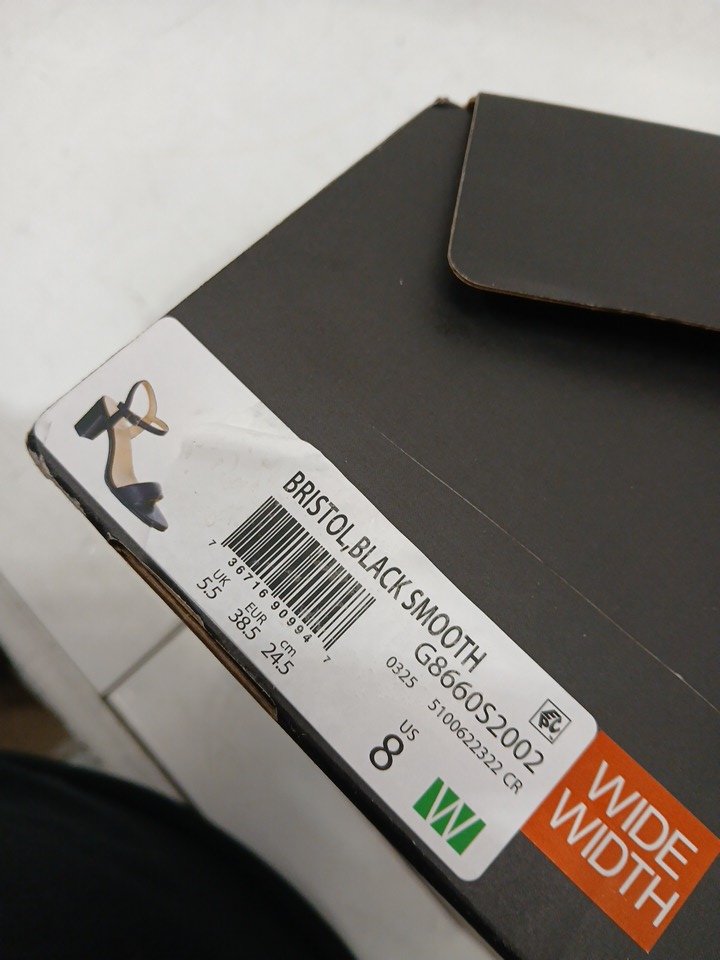 BRISTOL,BLACK SMOOTH
G8660S2002
7 36716 90994 7
0325 5100622322 CR
UK EUR cm
5.5 38.5 24.5
US
8
W
WIDE
WIDTH